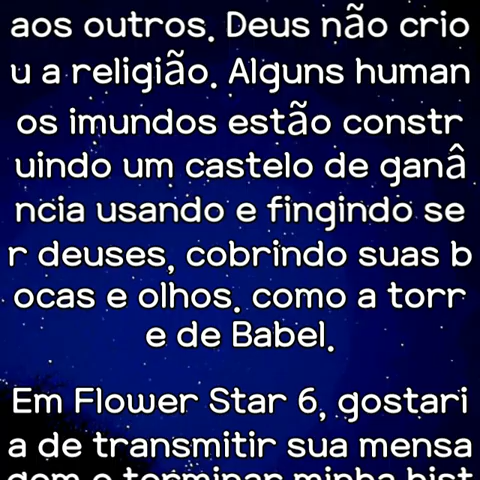 aos outros. Deus não crio
u a religião. Alguns human
os imundos estão constr
uindo um castelo de ganâ
ncia usando e fingindo se
r deuses, cobrindo suas b
ocas e olhos. como a torr
e de Babel.
Em Flower Star 6, gostari
a de transmitir sua mensa
gem e terminar minha hist